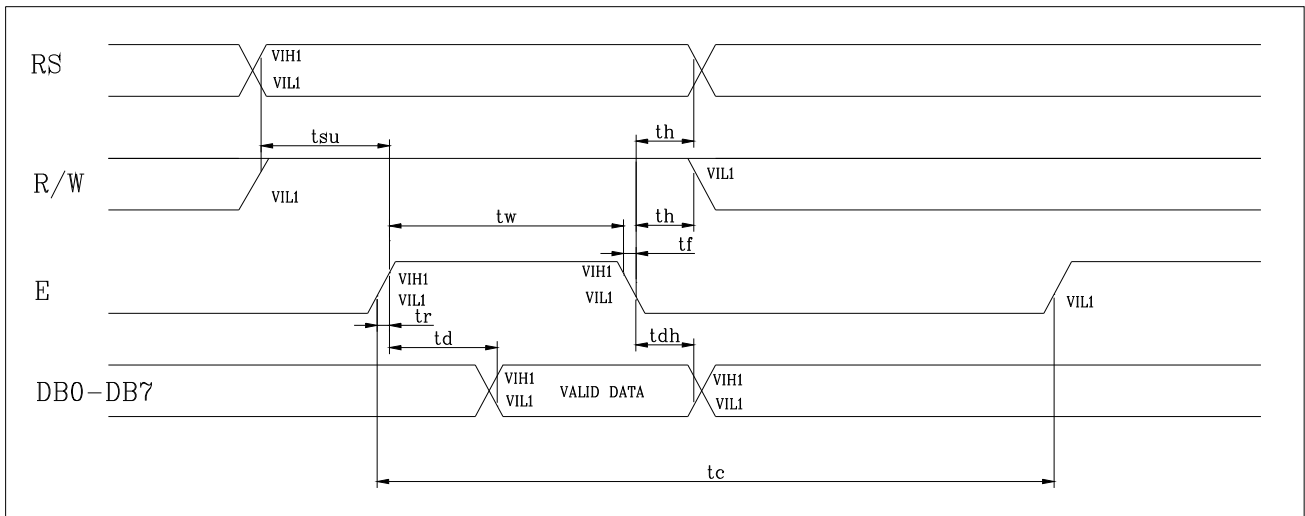 RS
VIH1
VIL1
tsu
th
R/W
VIL1
VIL1
tw
th
tf
E
VIH1
VIL1
VIH1
VIL1
VIL1
tr
td
tdh
DB0-DB7
VIH1
VIL1
VALID DATA
VIH1
VIL1
tc